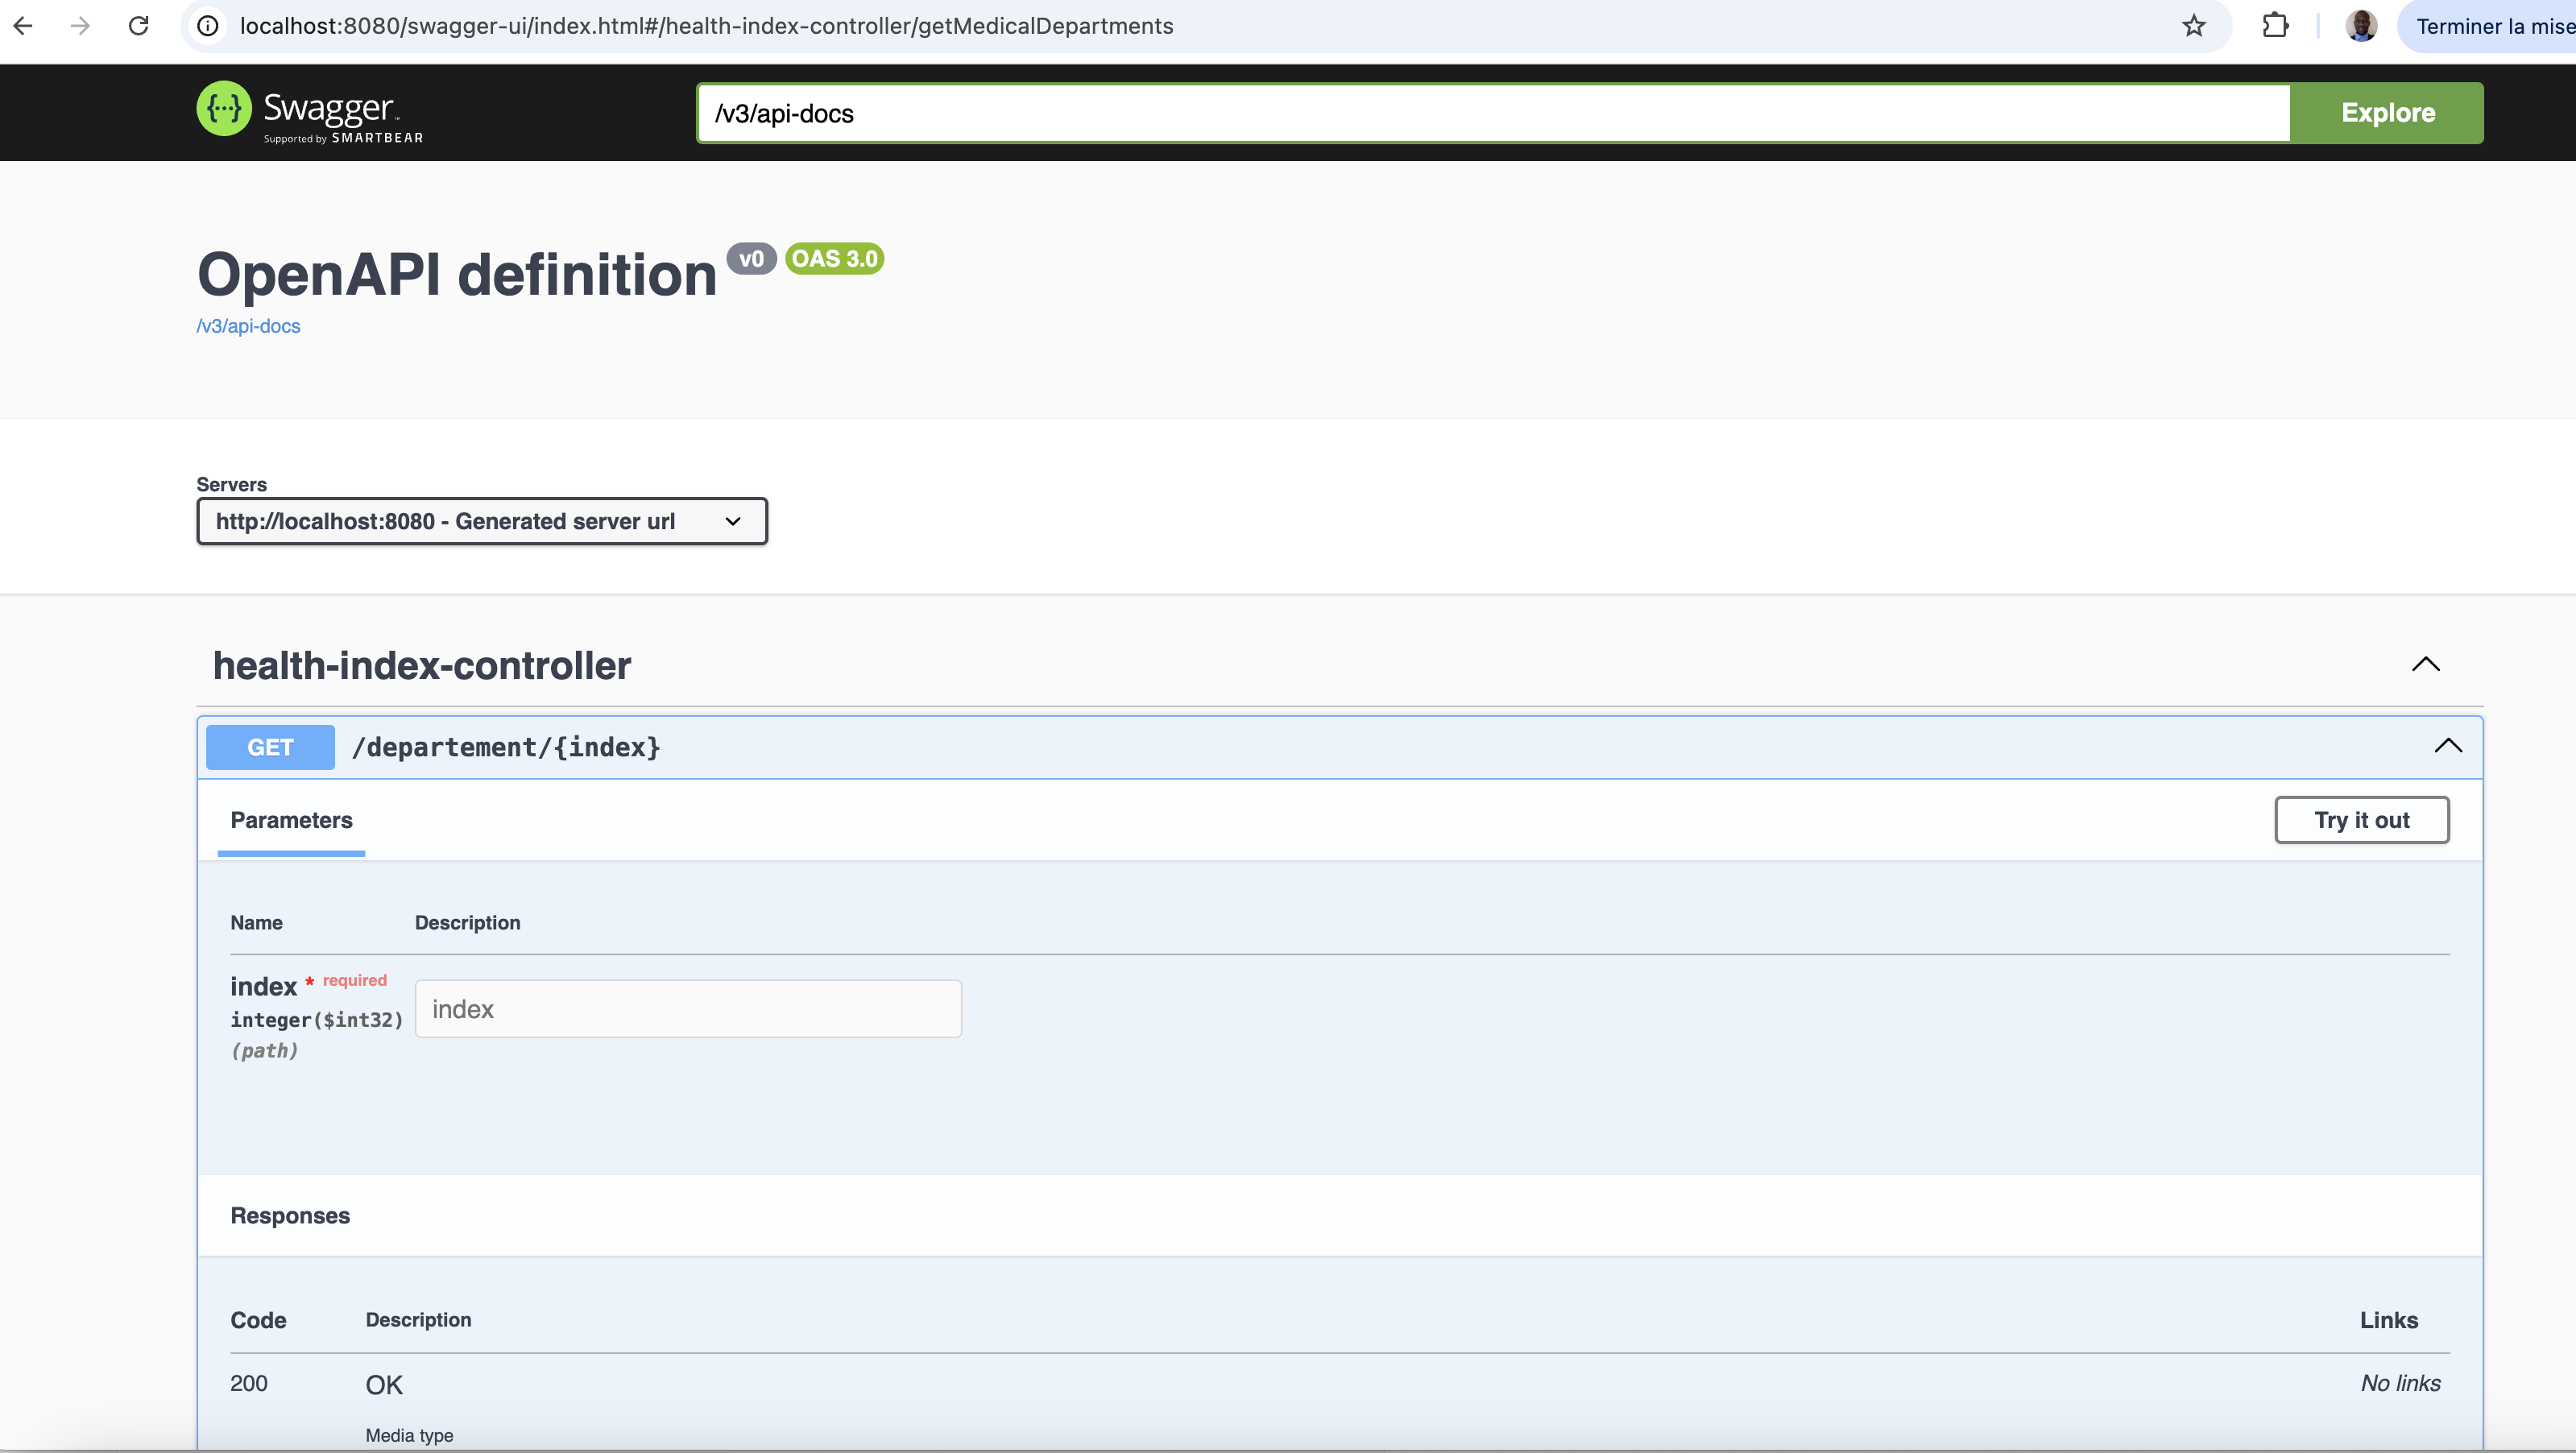 localhost:8080/swagger-ui/index.html#/health-index-controller/getMedicalDepartments
Terminer la mise
{···} Swagger™
Supported by SMARTBEAR
/v3/api-docs
Explore
OpenAPI definition v0 OAS 3.0
/v3/api-docs
Servers
http://localhost:8080 - Generated server url
health-index-controller
GET /departement/{index}
Parameters
Try it out
Name Description
index * required
integer($int32)
(path)
index
Responses
Code Description Links
200 OK No links
Media type